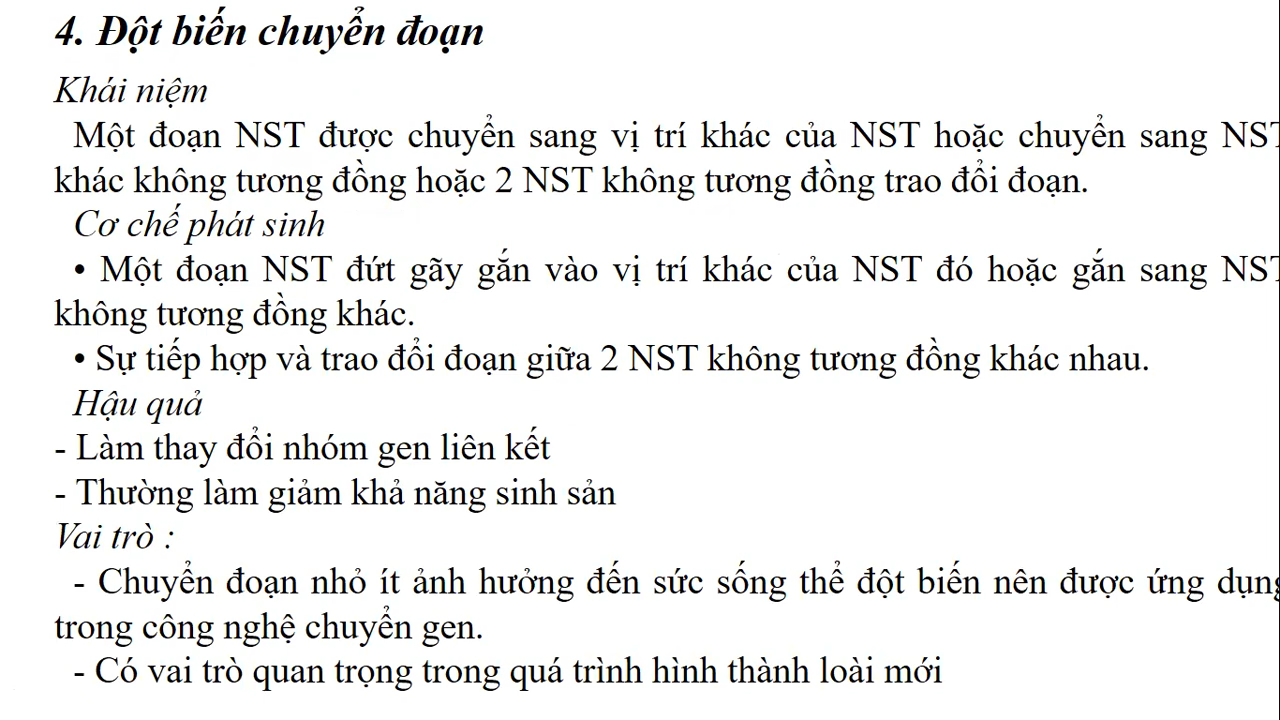 4. Đột biến chuyển đoạn
Khái niệm
Một đoạn NST được chuyển sang vị trí khác của NST hoặc chuyển sang NST
khác không tương đồng hoặc 2 NST không tương đồng trao đổi đoạn.
Cơ chế phát sinh
• Một đoạn NST đứt gãy gắn vào vị trí khác của NST đó hoặc gắn sang NST
không tương đồng khác.
• Sự tiếp hợp và trao đổi đoạn giữa 2 NST không tương đồng khác nhau.
Hậu quả
- Làm thay đổi nhóm gen liên kết
- Thường làm giảm khả năng sinh sản
Vai trò :
- Chuyển đoạn nhỏ ít ảnh hưởng đến sức sống thể đột biến nên được ứng dụng
trong công nghệ chuyển gen.
- Có vai trò quan trọng trong quá trình hình thành loài mới